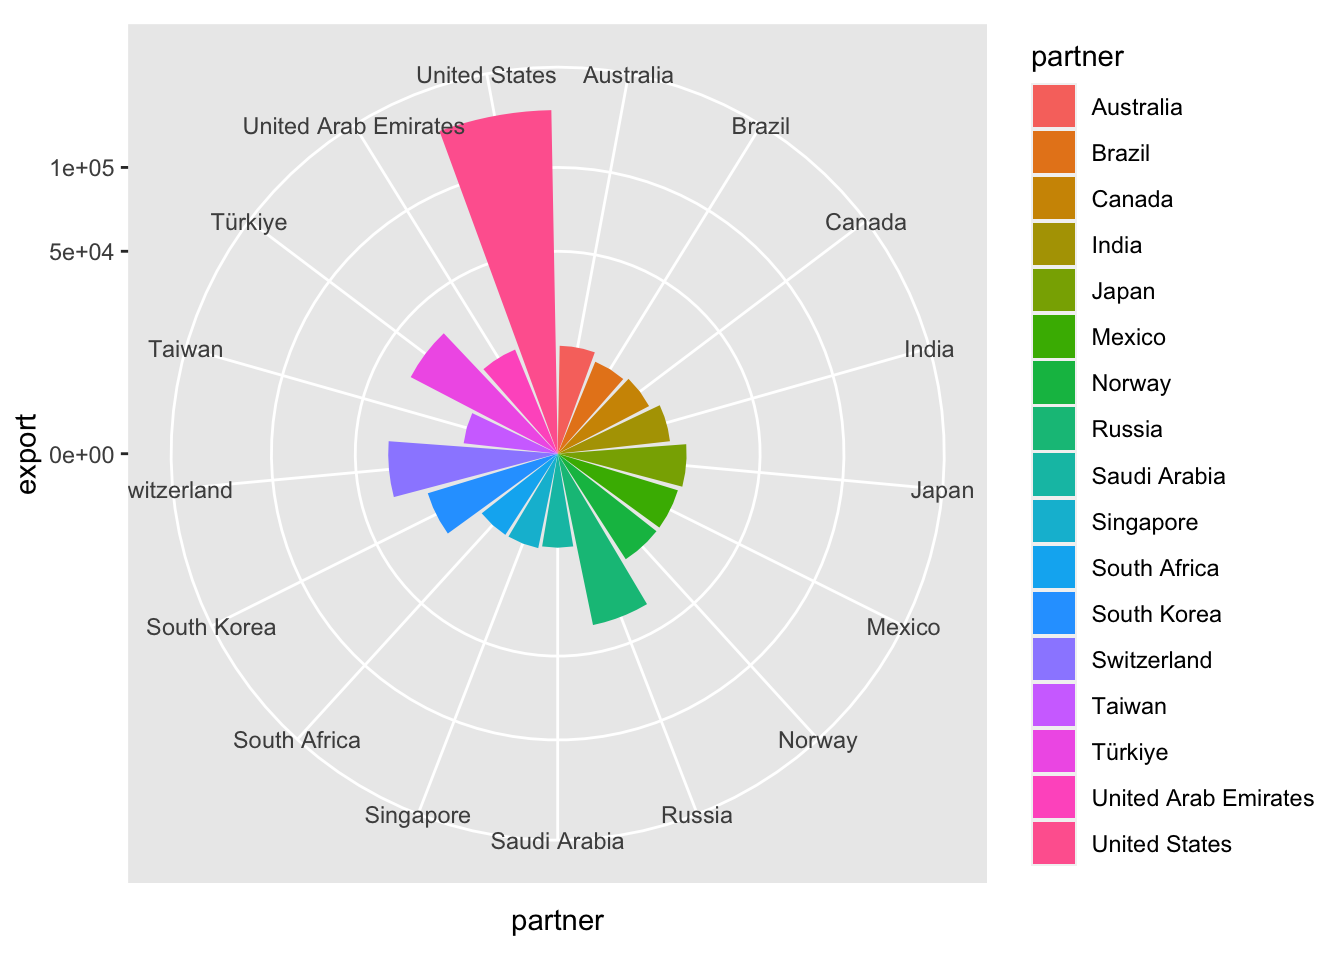 United States
Australia
United Arab Emirates
Brazil
1e+05
Türkiye
Canada
5e+04
Taiwan
India
0e+00
export
witzerland
Japan
South Korea
Mexico
South Africa
Norway
Singapore
Russia
Saudi Arabia
partner
partner
Australia
Brazil
Canada
India
Japan
Mexico
Norway
Russia
Saudi Arabia
Singapore
South Africa
South Korea
Switzerland
Taiwan
Türkiye
United Arab Emirates
United States